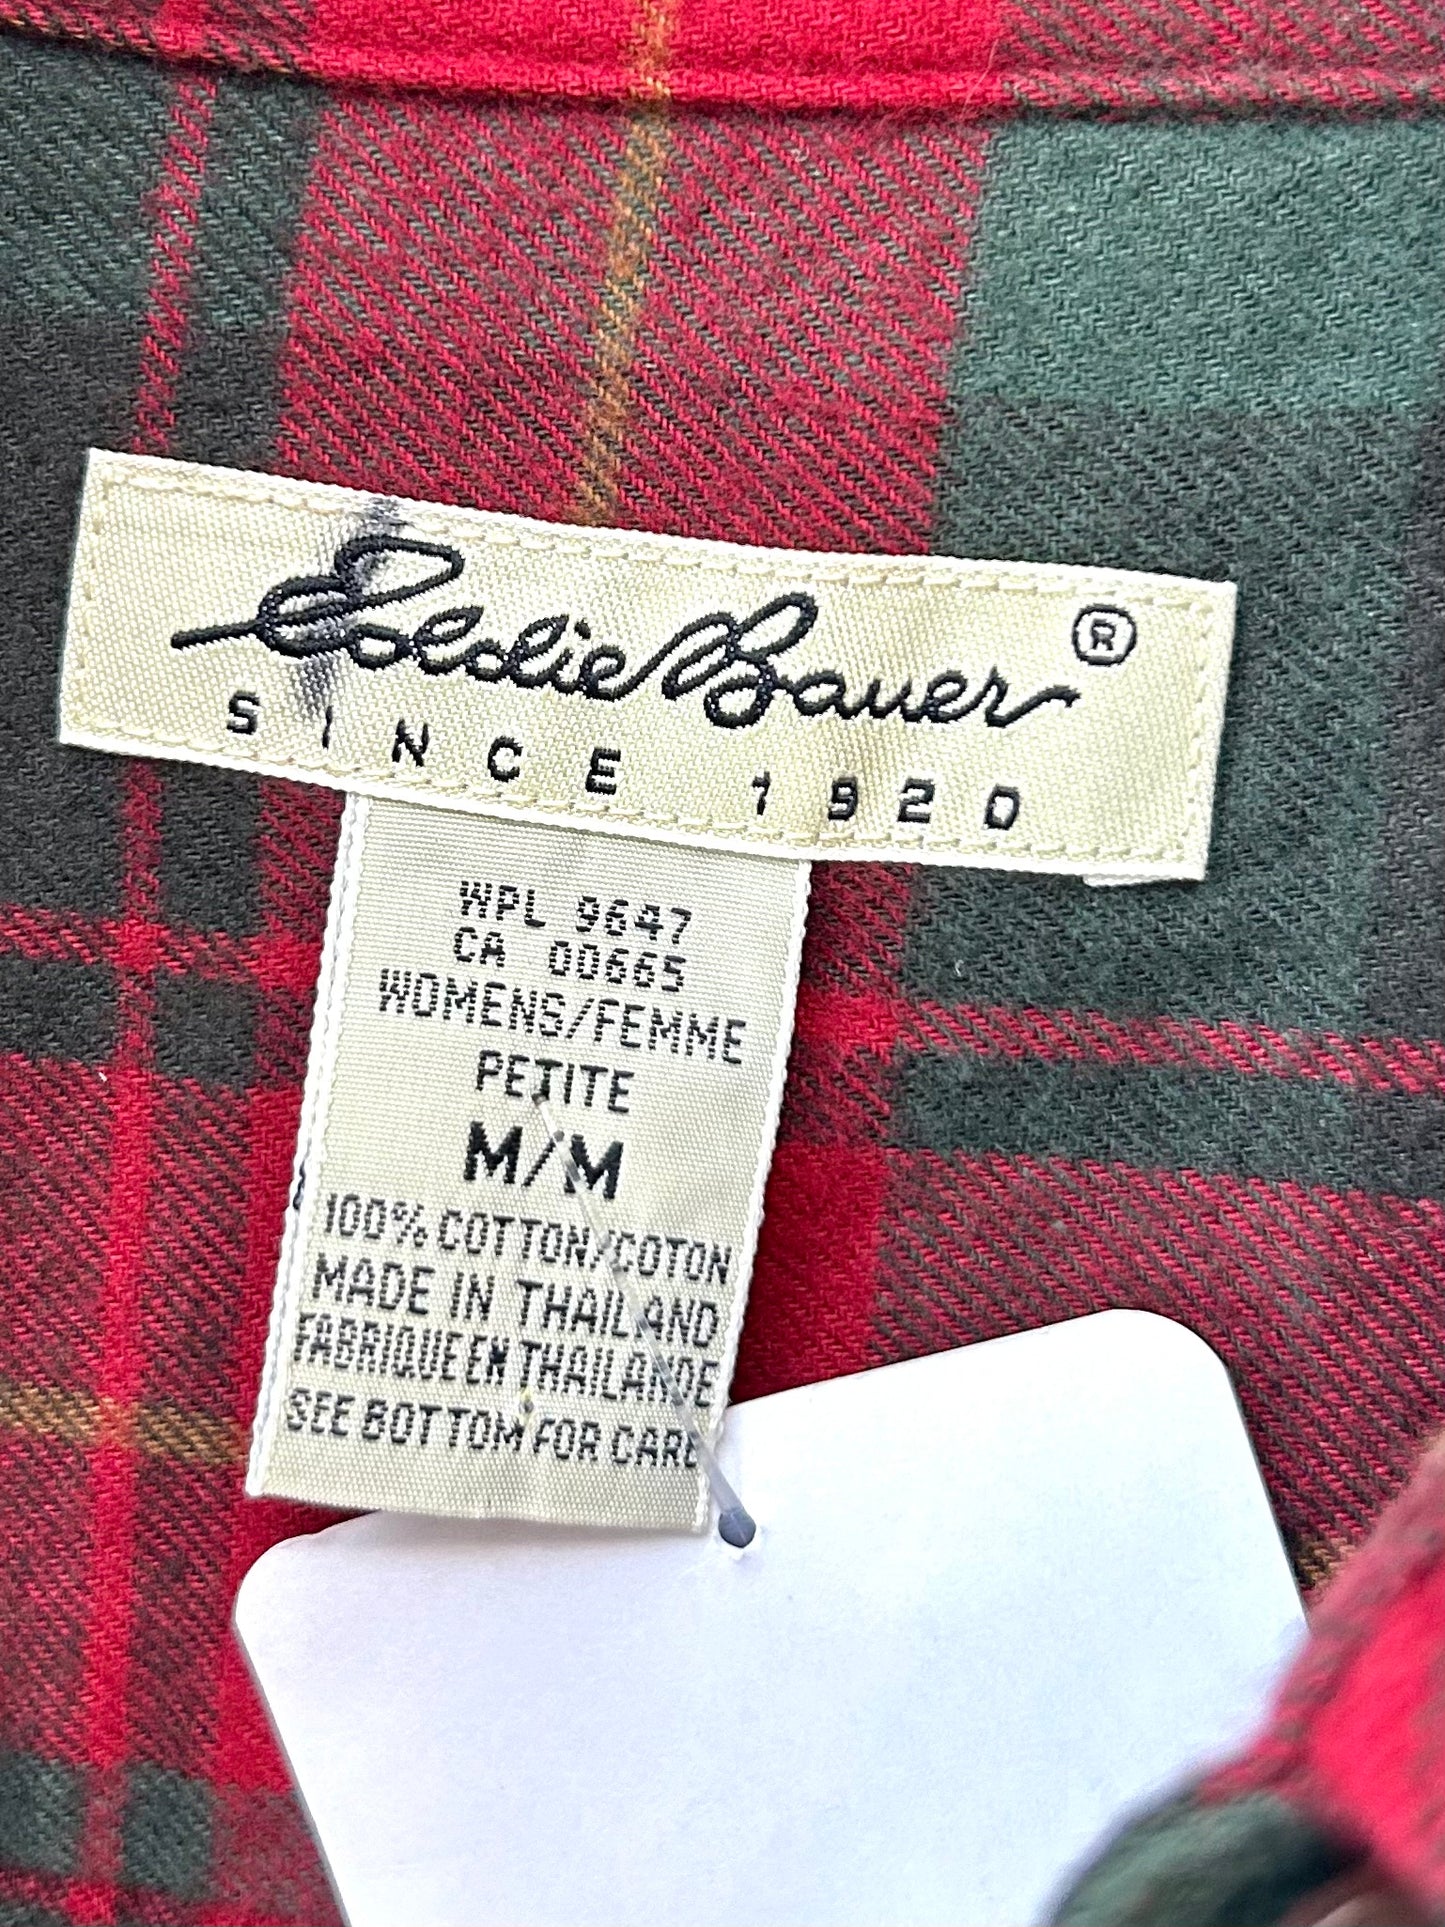 Eddie Bauer ®
SINCE 1920
WPL 9647
CA 00665
WOMENS/FEMME
PETITE
M/M
100% COTTON/COTON
MADE IN THAILAND
FABRIQUE EN THAILANDE
SEE BOTTOM FOR CARE